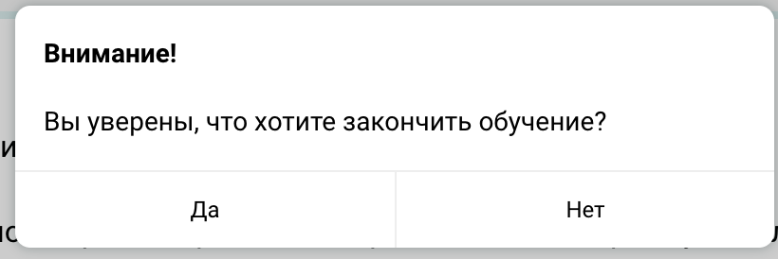 Внимание!
Вы уверены, что хотите закончить обучение?
Да
Нет